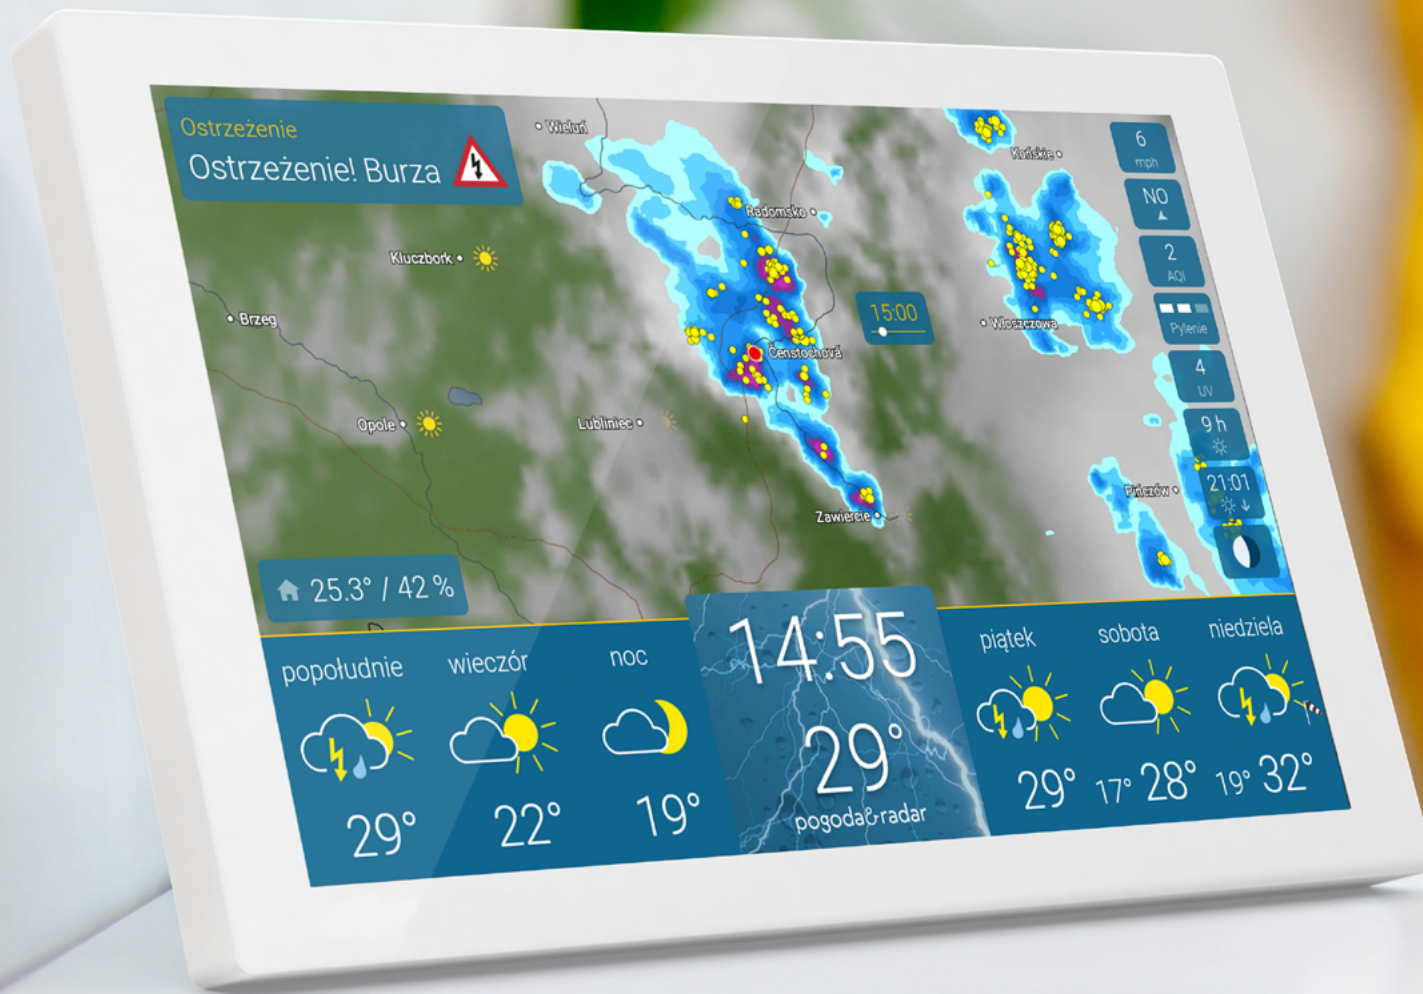 Ostrzeżenie
Ostrzeżenie! Burza
Wieluń
Końskie
Radomsko
Kluczbork
Brzeg
15:00
Włoszczowa
Čenstochová
Opole
Lubliniec
Pińczów
Zawiercie
6
mph
NO
2
AQI
Pylenie
4
UV
9 h
21:01
25.3° / 42 %
popołudnie
29°
wieczór
22°
noc
19°
14:55
29°
pogoda&radar
piątek
29°
sobota
17° 28°
niedziela
19° 32°